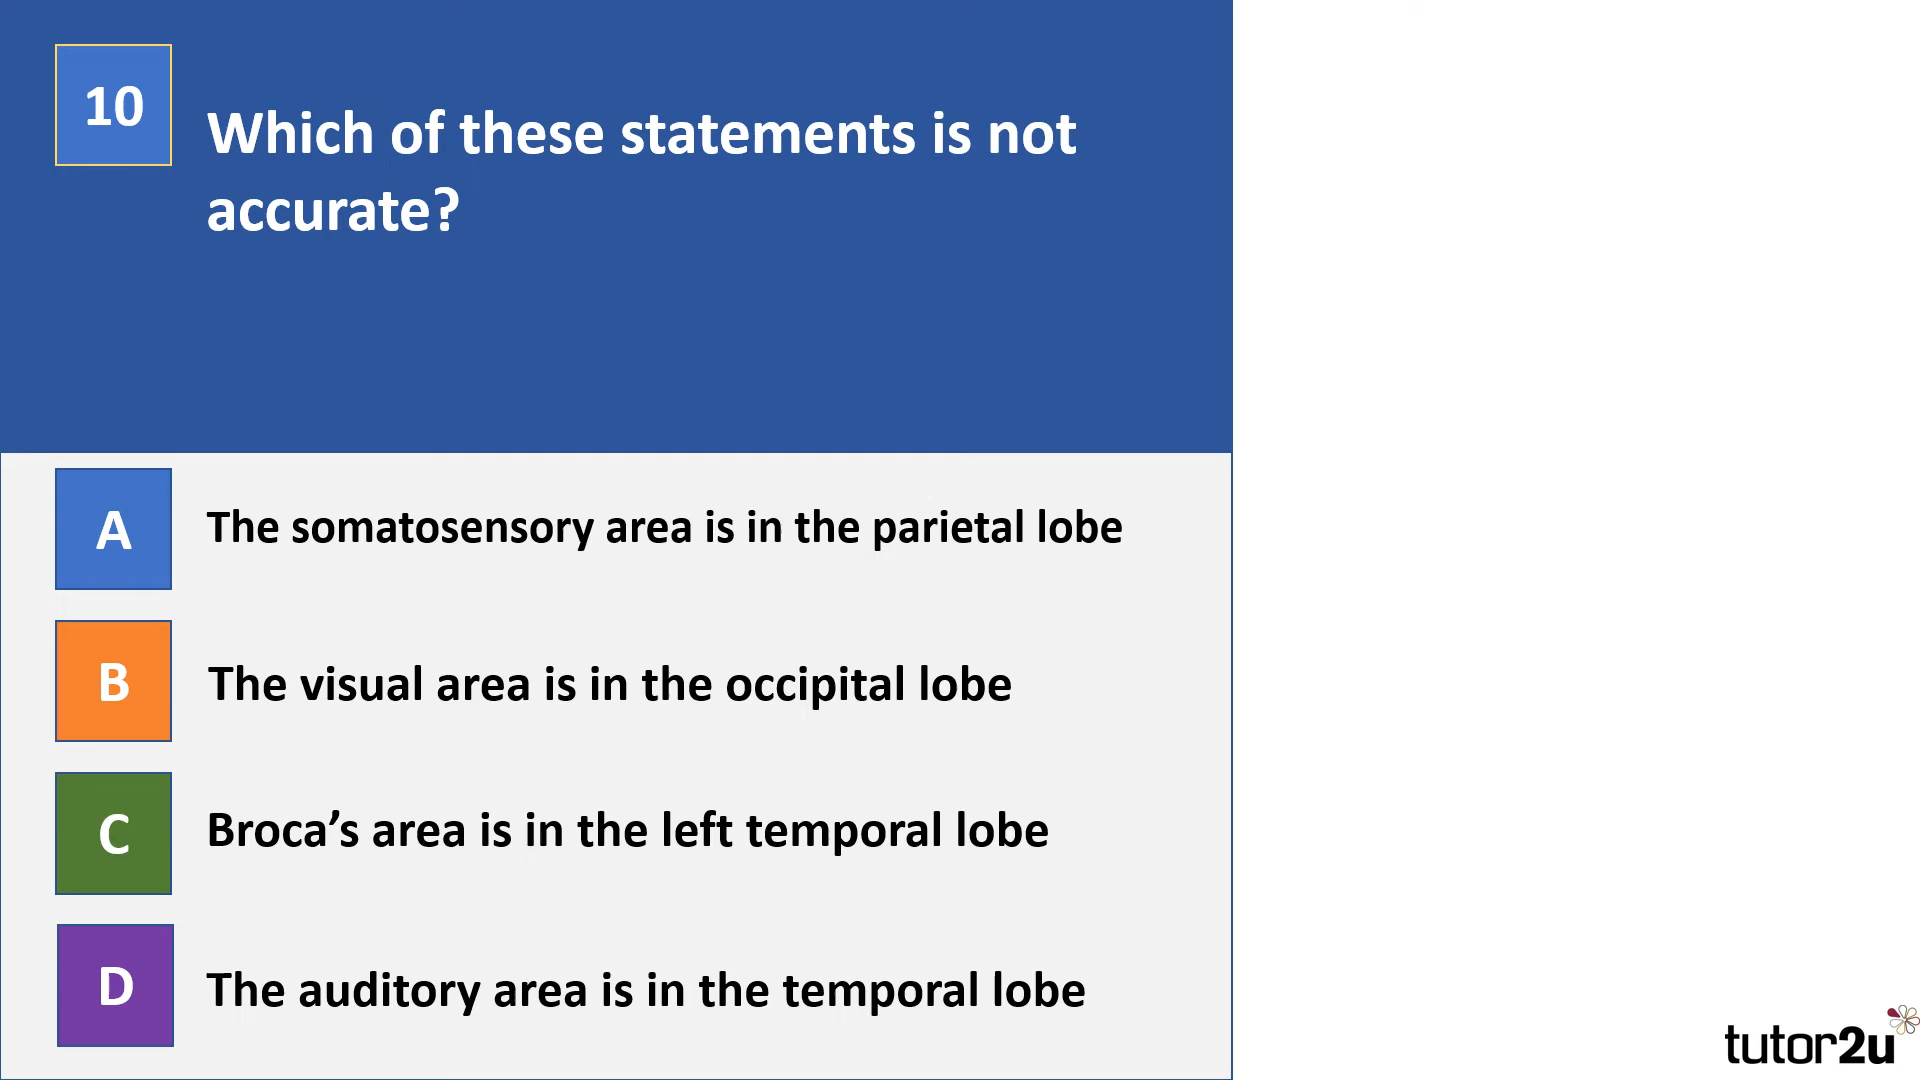 10
Which of these statements is not
accurate?
A
The somatosensory area is in the parietal lobe
B
The visual area is in the occipital lobe
C
Broca’s area is in the left temporal lobe
D
The auditory area is in the temporal lobe
tutor2u